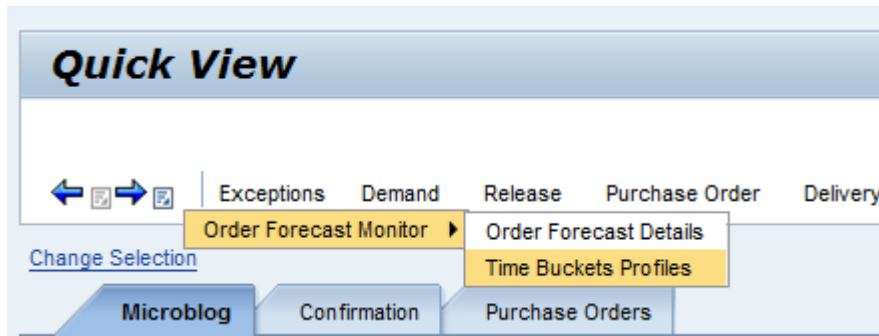 Quick View
Exceptions Demand Release Purchase Order Delivery
Order Forecast Monitor Order Forecast Details
Change Selection Time Buckets Profiles
Microblog Confirmation Purchase Orders